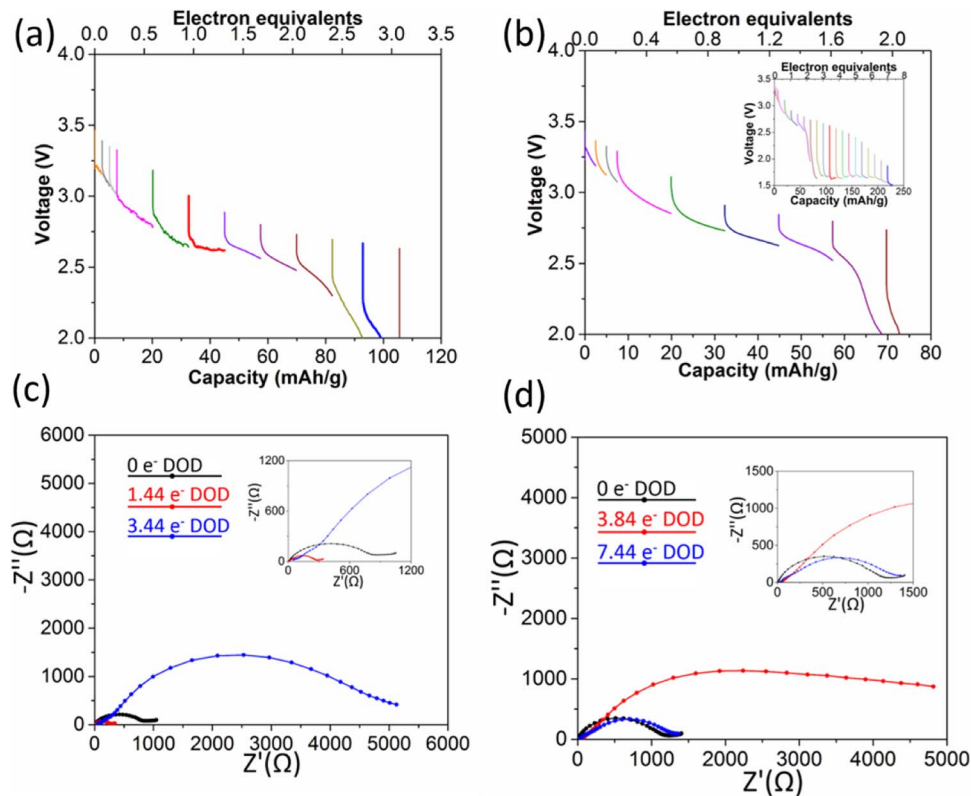 (a)
Electron equivalents
0.0 0.5 1.0 1.5 2.0 2.5 3.0 3.5
4.0
3.5
3.0
2.5
2.0
Voltage (V)
0 20 40 60 80 100 120
Capacity (mAh/g)
(b)
Electron equivalents
0.0 0.4 0.8 1.2 1.6 2.0
4.0
3.5
3.0
2.5
2.0
Voltage (V)
0 10 20 30 40 50 60 70 80
Capacity (mAh/g)
Electron equivalents
0 1 2 3 4 5 6 7 8
3.5
3.0
2.5
2.0
1.5
Voltage (V)
0 50 100 150 200 250
Capacity (mAh/g)
(c)
6000
5000
4000
3000
2000
1000
0
-Z''(Ω)
0 1000 2000 3000 4000 5000 6000
Z'(Ω)
0 e- DOD
1.44 e- DOD
3.44 e- DOD
1200
600
0
-Z''(Ω)
0 300 600 900 1200
Z'(Ω)
(d)
5000
4000
3000
2000
1000
0
-Z''(Ω)
0 1000 2000 3000 4000 5000
Z'(Ω)
0 e- DOD
3.84 e- DOD
7.44 e- DOD
1500
1000
500
0
-Z''(Ω)
0 500 1000 1500
Z'(Ω)